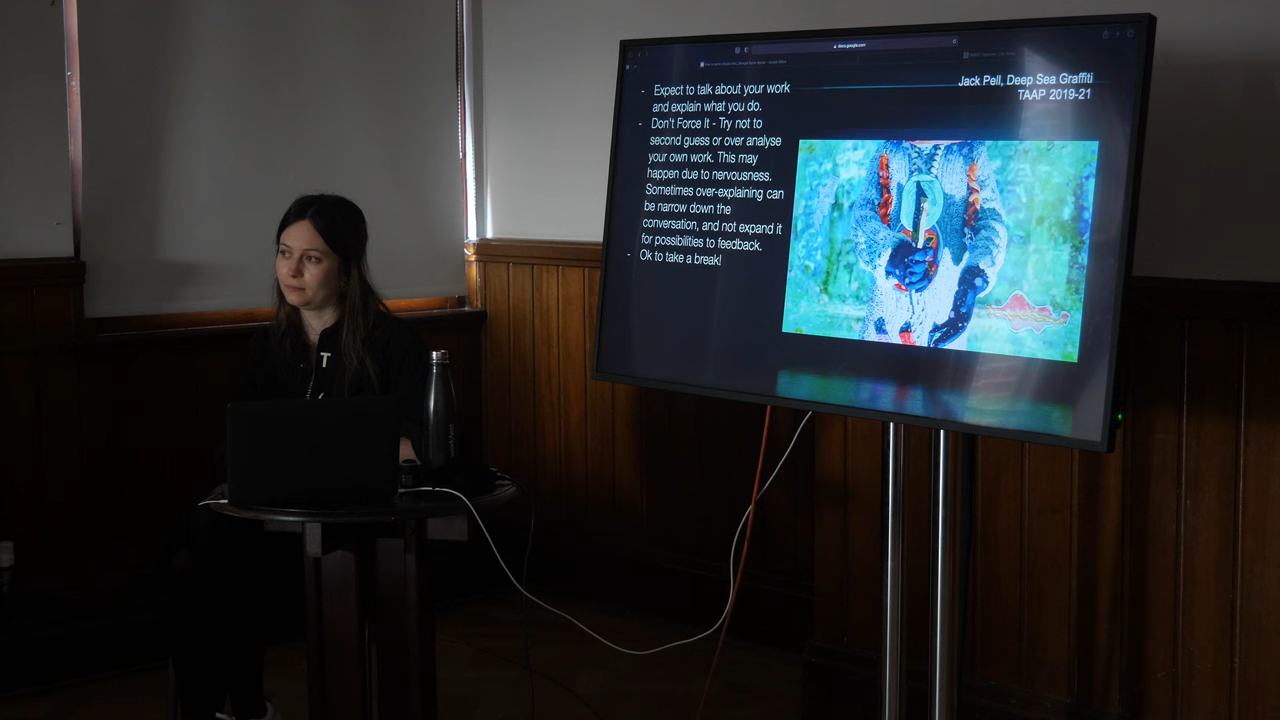 docs.google.com
- Expect to talk about your work
and explain what you do.
- Don't Force It - Try not to
second guess or over analyse
your own work. This may
happen due to nervousness.
Sometimes over-explaining can
be narrow down the
conversation, and not expand it
for possibilities to feedback.
- Ok to take a break!
Jack Pell, Deep Sea Graffiti
TAAP 2019-21
T